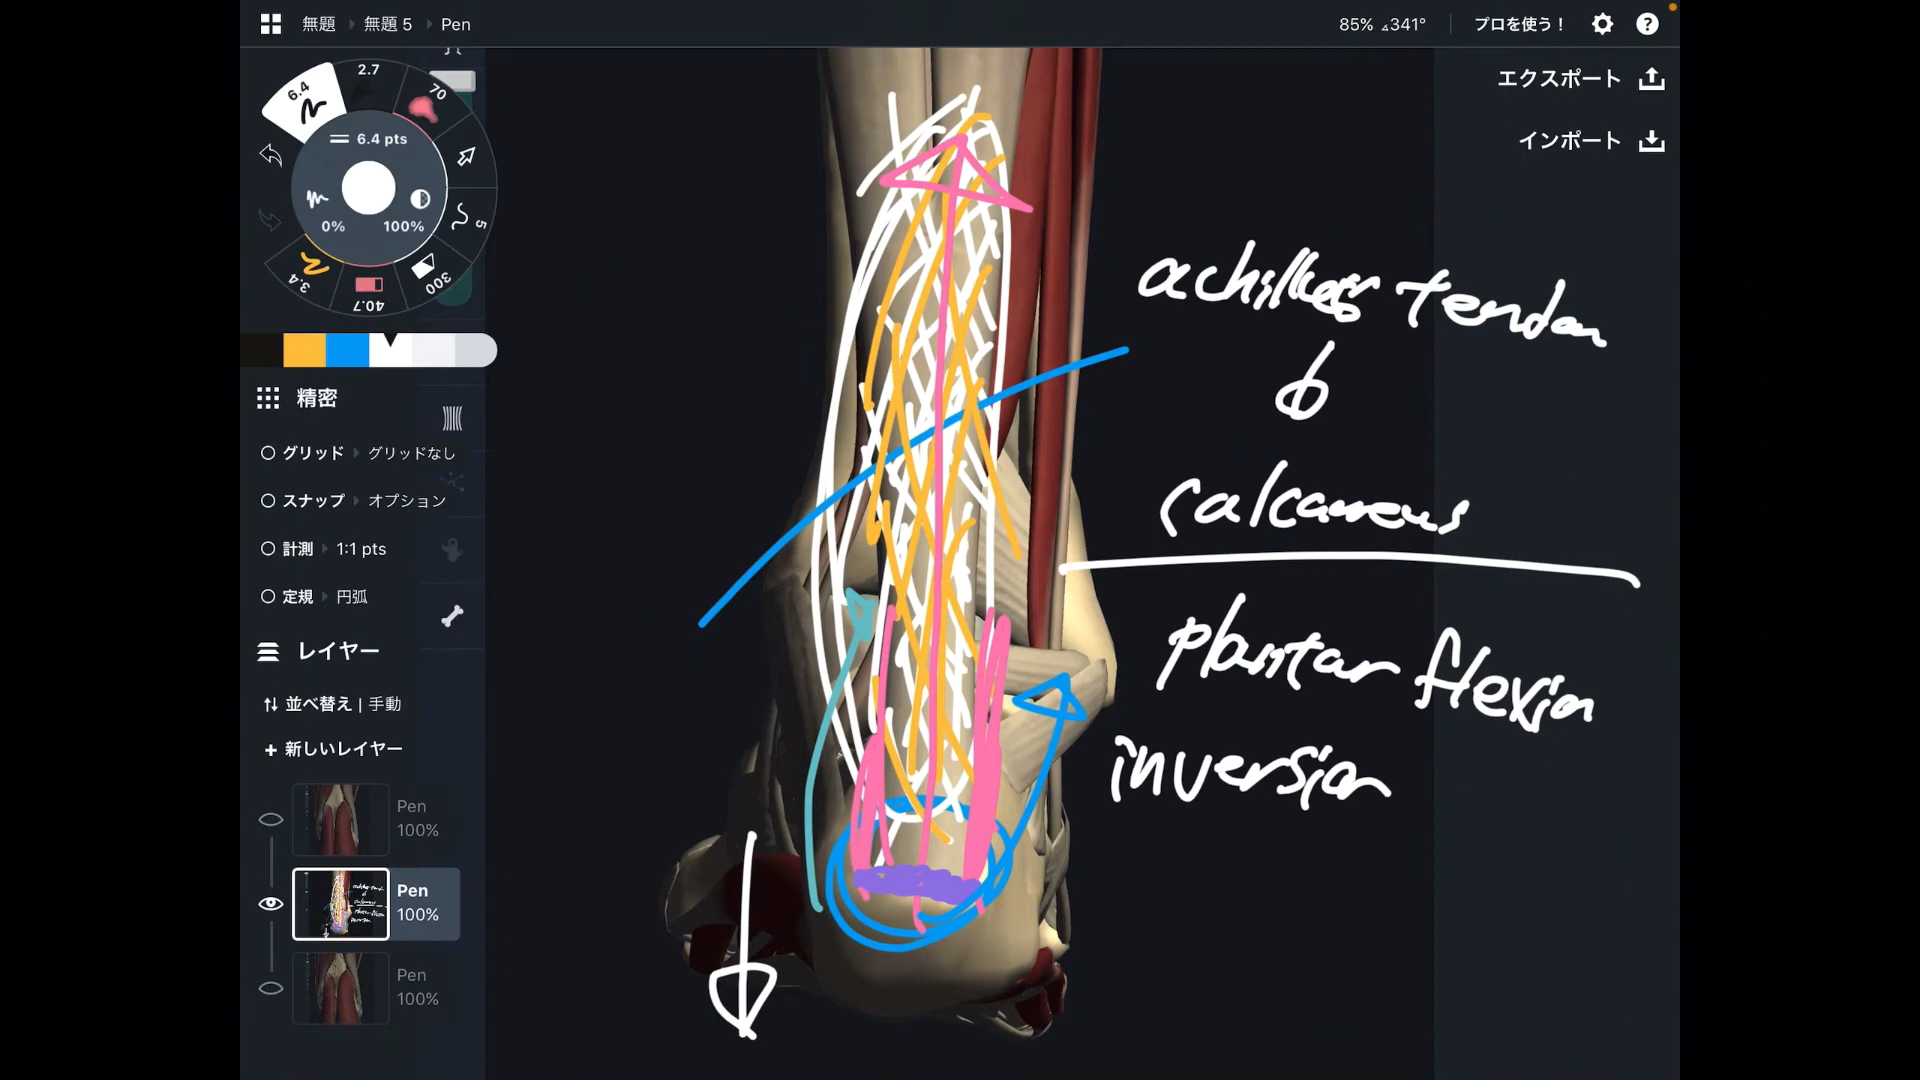 無題 無題 5 Pen
85% ⊿341° プロを使う！ ?
エクスポート
インポート
2.7
6.4
70
6.4 pts
0% 100%
5
3.4
40.7
300
精密
グリッド グリッドなし
スナップ オプション
計測 1:1 pts
定規 円弧
レイヤー
並べ替え | 手動
+ 新しいレイヤー
Pen
100%
Pen
100%
Pen
100%
achilles tendon
calcaneus
plantar flexion
inversion